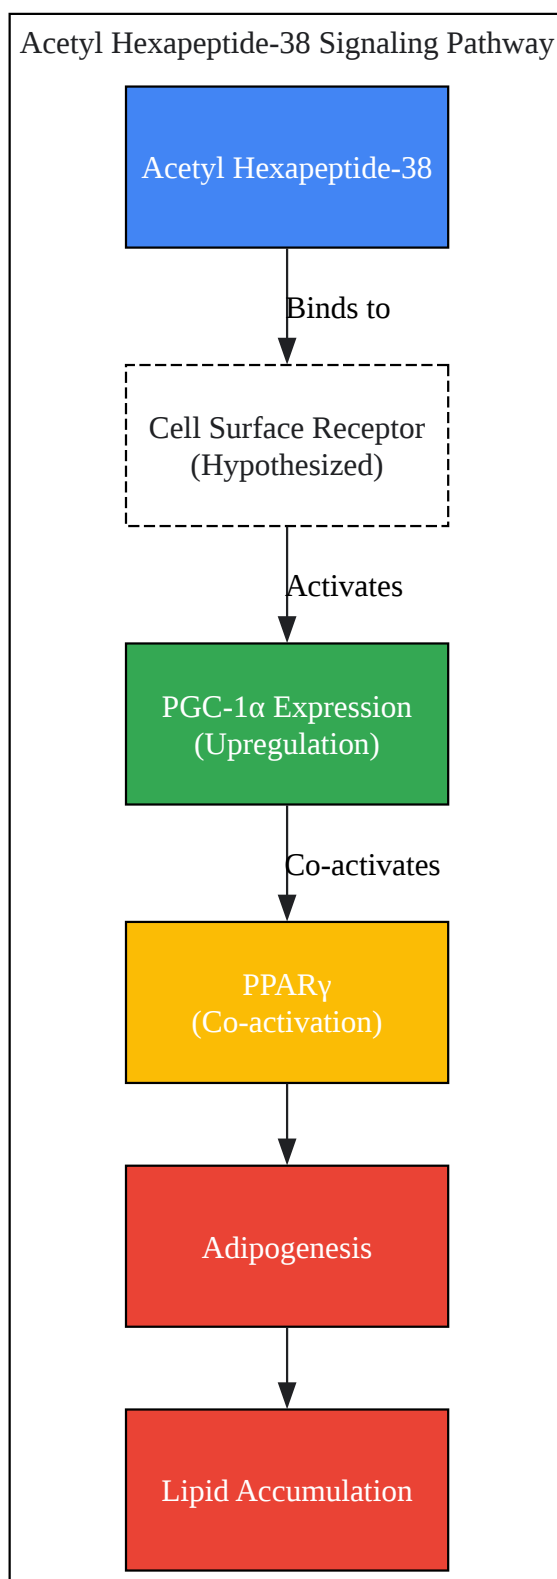 Acetyl Hexapeptide-38 Signaling Pathway
Acetyl Hexapeptide-38
Binds to
Cell Surface Receptor
(Hypothesized)
Activates
PGC-1α Expression
(Upregulation)
Co-activates
PPARγ
(Co-activation)
Adipogenesis
Lipid Accumulation